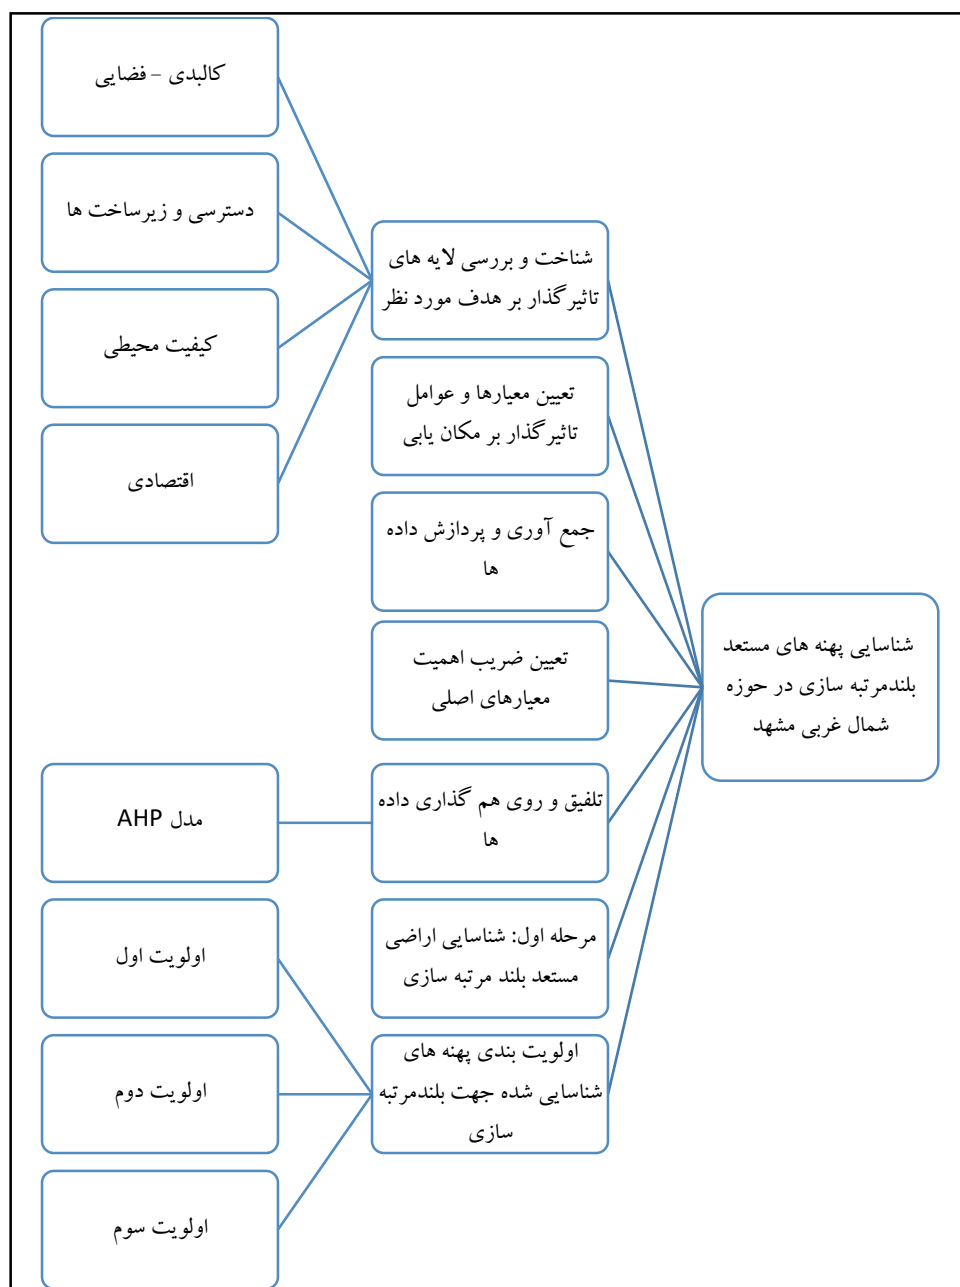 شناسایی پهنه های مستعد
بلندمرتبه سازی در حوزه
شمال غربی مشهد
شناخت و بررسی لایه های
تاثیرگذار بر هدف مورد نظر
کالبدی – فضایی
دسترسی و زیرساخت ها
کیفیت محیطی
اقتصادی
تعیین معیارها و عوامل
تاثیرگذار بر مکان یابی
جمع آوری و پردازش داده
ها
تعیین ضریب اهمیت
معیارهای اصلی
تلفیق و روی هم گذاری داده
ها
مدل AHP
مرحله اول: شناسایی اراضی
مستعد بلند مرتبه سازی
اولویت بندی پهنه های
شناسایی شده جهت بلندمرتبه
سازی
اولویت اول
اولویت دوم
اولویت سوم